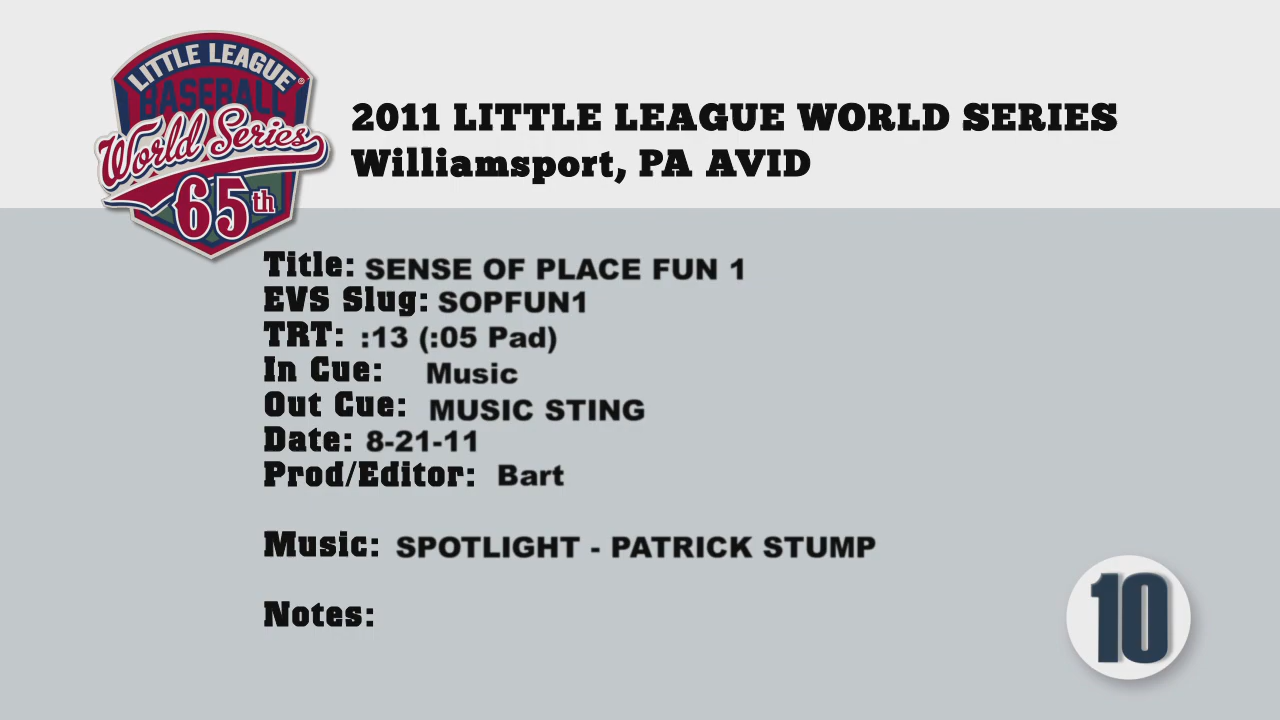 LITTLE LEAGUE®
BASEBALL
World Series
65th
2011 LITTLE LEAGUE WORLD SERIES
Williamsport, PA AVID
Title: SENSE OF PLACE FUN 1
EVS Slug: SOPFUN1
TRT: :13 (:05 Pad)
In Cue: Music
Out Cue: MUSIC STING
Date: 8-21-11
Prod/Editor: Bart
Music: SPOTLIGHT - PATRICK STUMP
Notes:
10